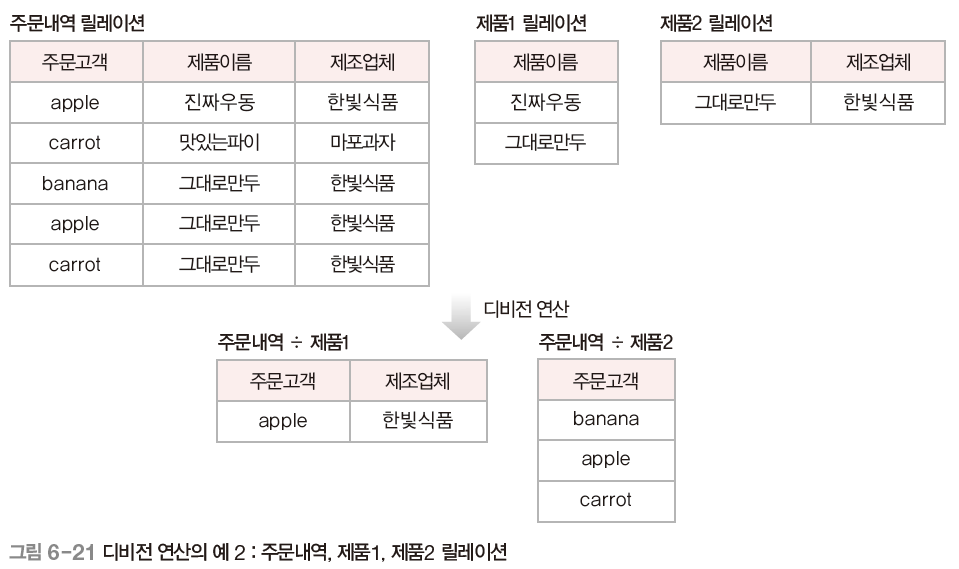 주문내역 릴레이션
주문고객 제품이름 제조업체
apple 진짜우동 한빛식품
carrot 맛있는파이 마포과자
banana 그대로만두 한빛식품
apple 그대로만두 한빛식품
carrot 그대로만두 한빛식품
제품1 릴레이션
제품이름
진짜우동
그대로만두
제품2 릴레이션
제품이름 제조업체
그대로만두 한빛식품
디비전 연산
주문내역 ÷ 제품1
주문고객 제조업체
apple 한빛식품
주문내역 ÷ 제품2
주문고객
banana
apple
carrot
그림 6-21 디비전 연산의 예 2 : 주문내역, 제품1, 제품2 릴레이션